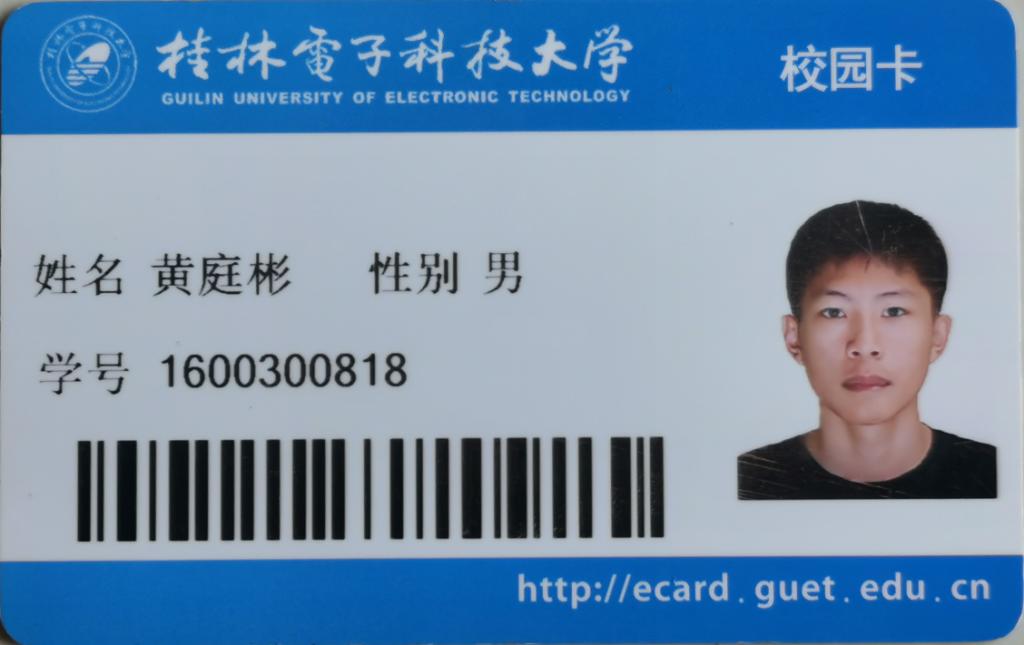 桂林電子科技大学
GUILIN UNIVERSITY OF ELECTRONIC TECHNOLOGY
校园卡
姓名 黄庭彬 性别 男
学号 1600300818
http://ecard.guet.edu.cn